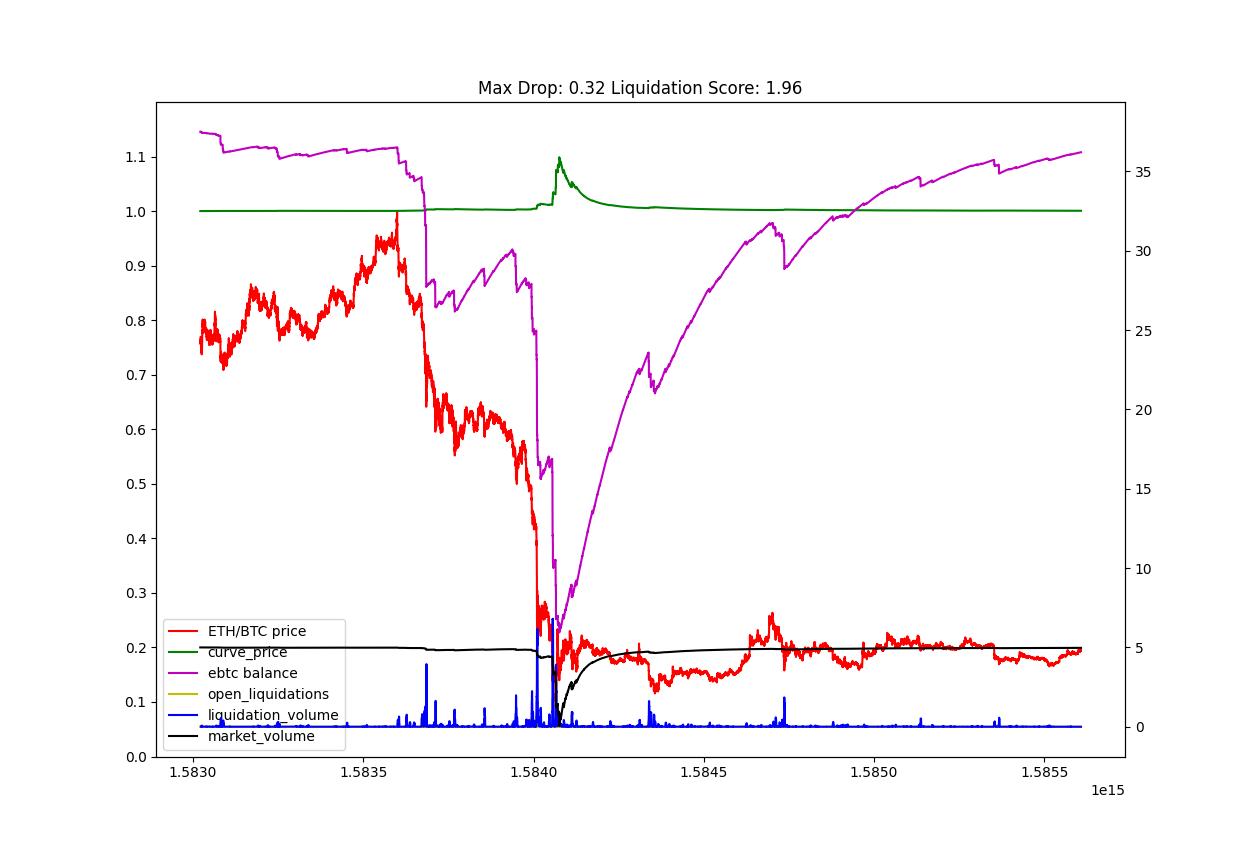 Max Drop: 0.32 Liquidation Score: 1.96
1.1
1.0
0.9
0.8
0.7
0.6
0.5
0.4
0.3
0.2
0.1
0.0
35
30
25
20
15
10
5
0
ETH/BTC price
curve_price
ebtc balance
open_liquidations
liquidation_volume
market_volume
1.5830 1.5835 1.5840 1.5845 1.5850 1.5855
1e15